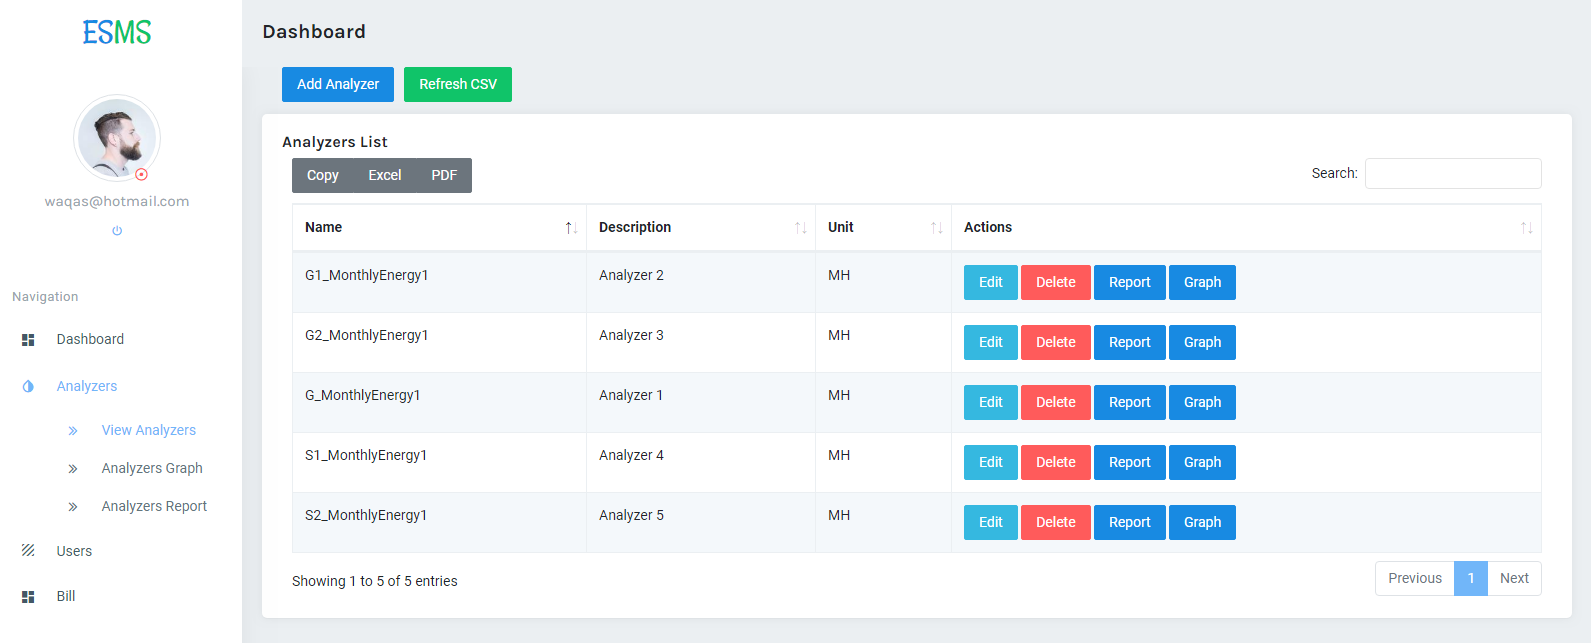 ESMS
waqas@hotmail.com
Navigation
Dashboard
Analyzers
View Analyzers
Analyzers Graph
Analyzers Report
Users
Bill
Dashboard
Add Analyzer Refresh CSV
Analyzers List
Copy Excel PDF
Search:
Name Description Unit Actions
G1_MonthlyEnergy1 Analyzer 2 MH Edit Delete Report Graph
G2_MonthlyEnergy1 Analyzer 3 MH Edit Delete Report Graph
G_MonthlyEnergy1 Analyzer 1 MH Edit Delete Report Graph
S1_MonthlyEnergy1 Analyzer 4 MH Edit Delete Report Graph
S2_MonthlyEnergy1 Analyzer 5 MH Edit Delete Report Graph
Showing 1 to 5 of 5 entries
Previous 1 Next